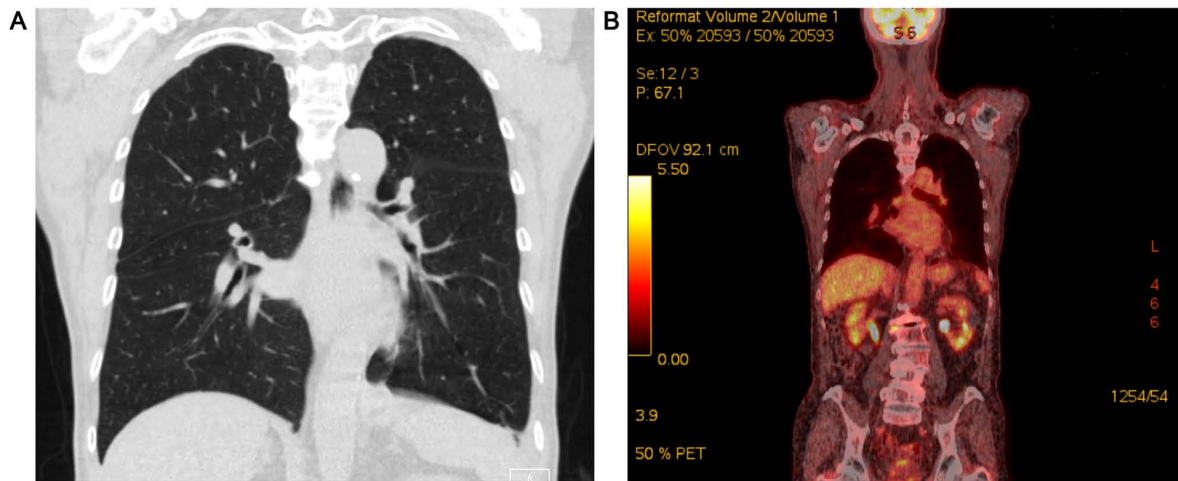 A
B
Reformat Volume 2/Volume 1
Ex: 50% 20593 / 50% 20593
S6
Se:12 / 3
P: 67.1
DFOV 92.1 cm
5.50
L
4
6
6
0.00
1254/54
3.9
50 % PET